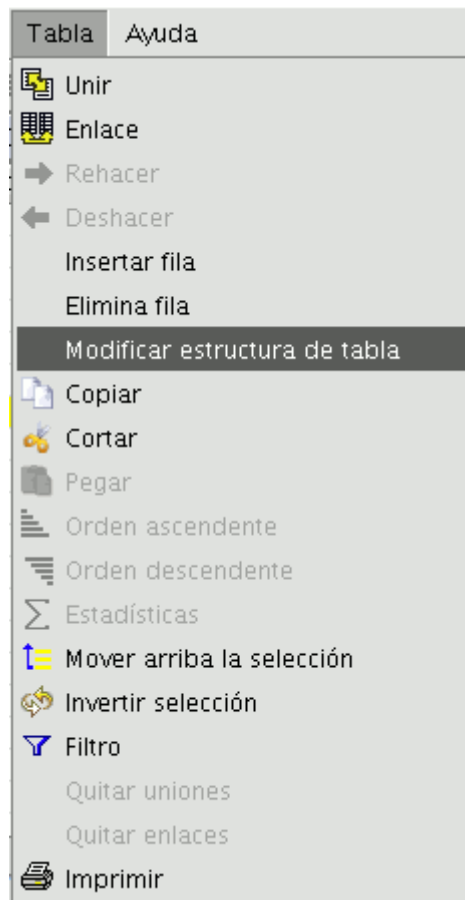 Tabla Ayuda
Unir
Enlace
Rehacer
Deshacer
Insertar fila
Elimina fila
Modificar estructura de tabla
Copiar
Cortar
Pegar
Orden ascendente
Orden descendente
Estadísticas
Mover arriba la selección
Invertir selección
Filtro
Quitar uniones
Quitar enlaces
Imprimir